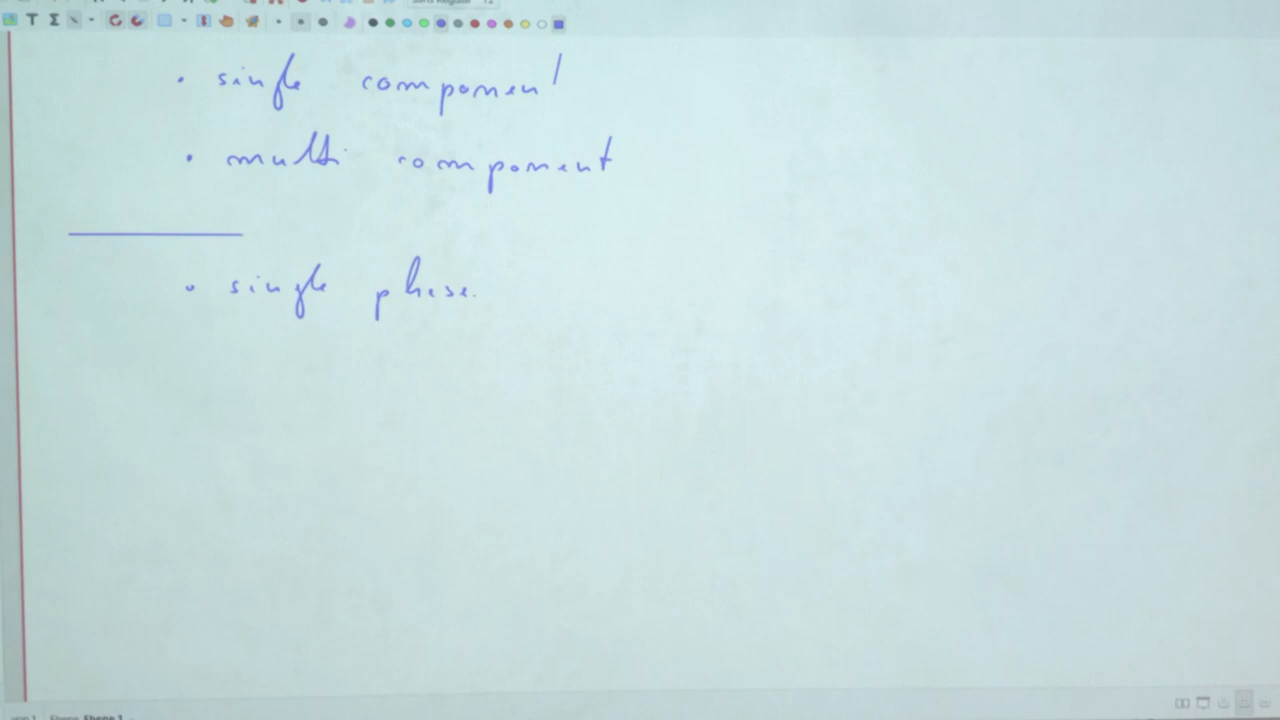 • single component
• multi component
• single phase.